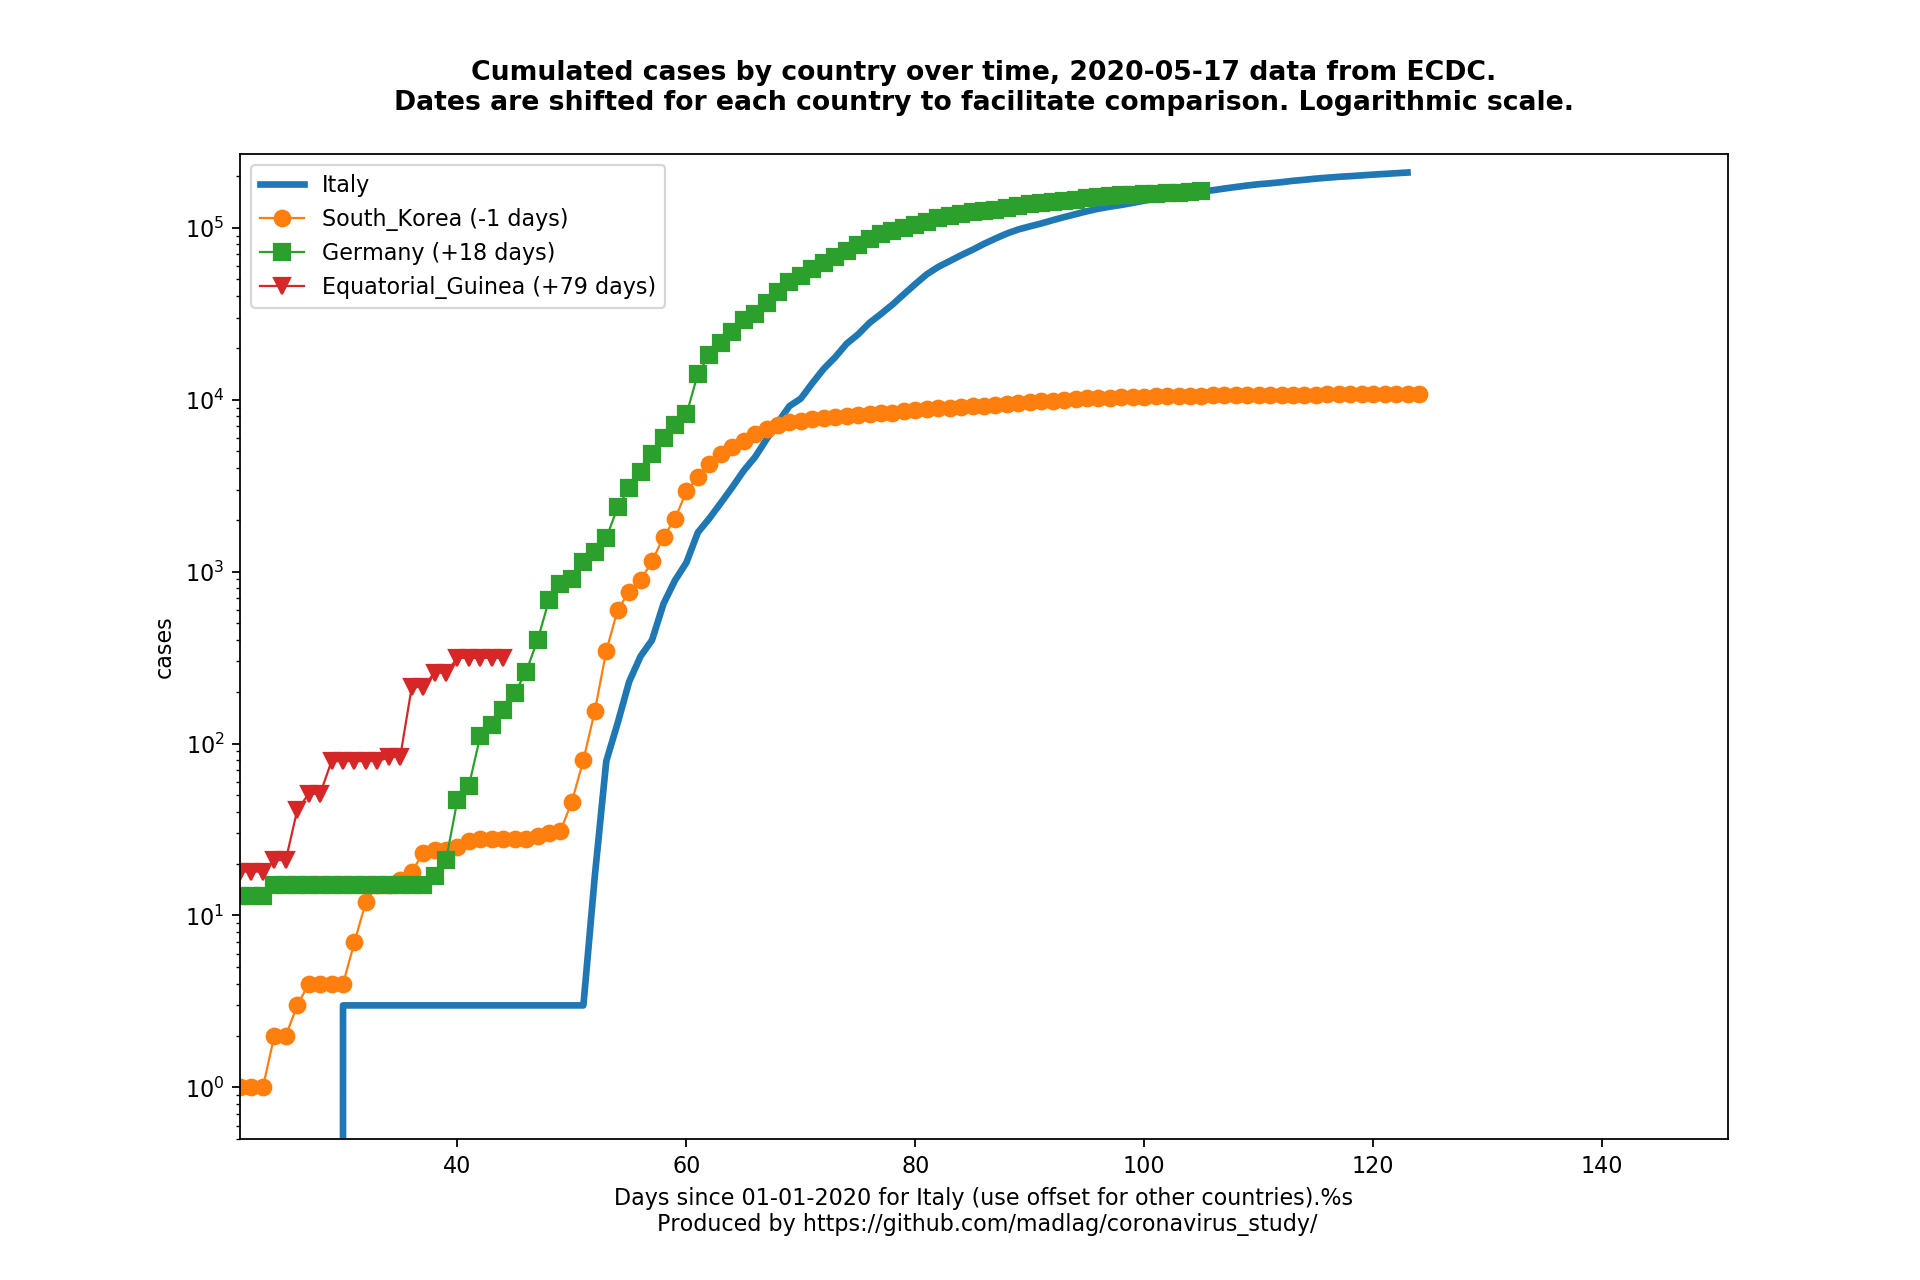 Cumulated cases by country over time, 2020-05-17 data from ECDC.
Dates are shifted for each country to facilitate comparison. Logarithmic scale.
Italy
South_Korea (-1 days)
Germany (+18 days)
Equatorial_Guinea (+79 days)
10^5
10^4
10^3
10^2
10^1
10^0
cases
40 60 80 100 120 140
Days since 01-01-2020 for Italy (use offset for other countries).%s
Produced by https://github.com/madlag/coronavirus_study/